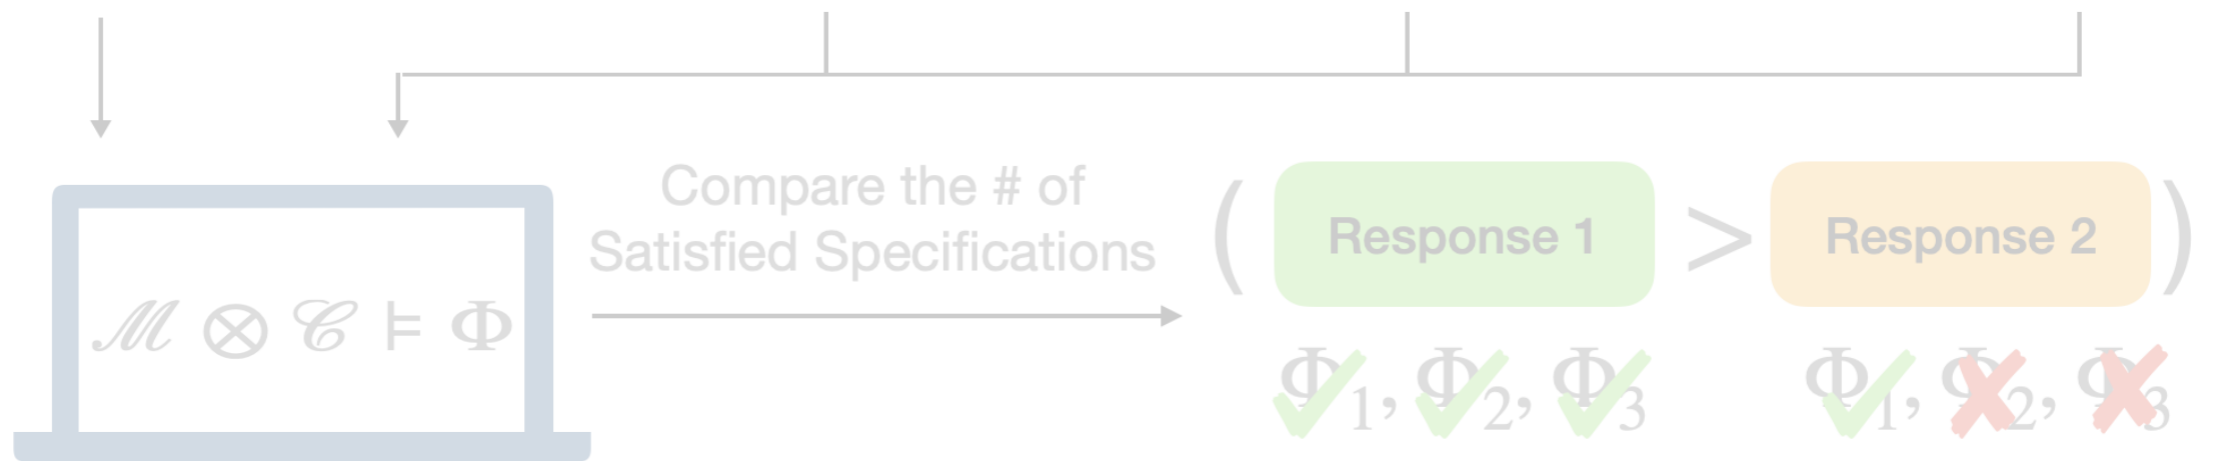 Compare the # of
Satisfied Specifications
( Response 1 > Response 2 )
ℳ ⊗ 𝒞 ⊨ Φ
Φ₁, Φ₂, Φ₃
Φ₁, Φ₂, Φ₃